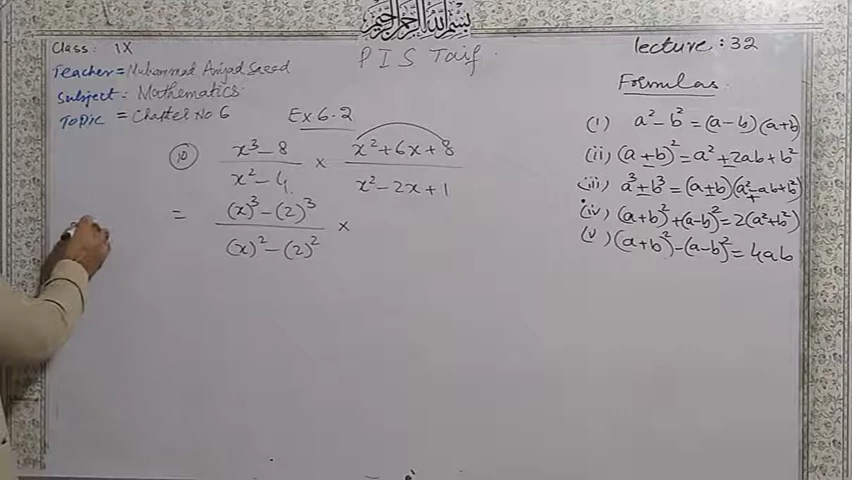 بسم الله الرحمن الرحيم
Class: IX
P I S Taif
lecture: 32
Teacher = Muhammad Amjad Saeed
Subject: Mathematics
Topic = Chapter No 6
Ex 6.2
Formulas
(i) a² - b² = (a - b)(a + b)
(ii) (a ± b)² = a² ± 2ab + b²
(iii) a³ ± b³ = (a ± b)(a² ∓ ab + b²)
(iv) (a + b)² + (a - b)² = 2(a² + b²)
(v) (a + b)² - (a - b)² = 4ab
(x³ - 8)/(x² - 4) × (x² + 6x + 8)/(x² - 2x + 1)
= ((x)³ - (2)³)/((x)² - (2)²) ×